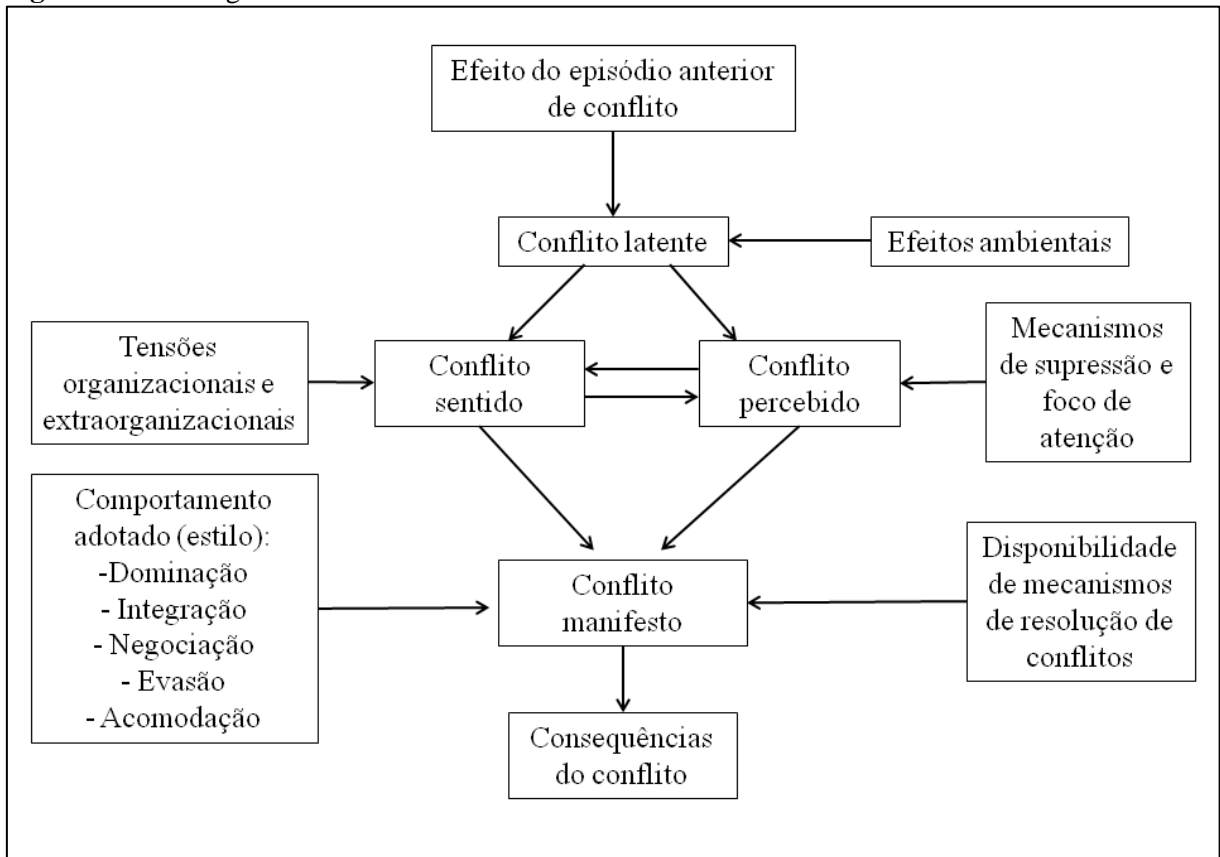 Efeito do episódio anterior
de conflito
Conflito latente
Efeitos ambientais
Tensões
organizacionais e
extraorganizacionais
Conflito
sentido
Conflito
percebido
Mecanismos
de supressão e
foco de
atenção
Comportamento
adotado (estilo):
-Dominação
- Integração
- Negociação
- Evasão
- Acomodação
Conflito
manifesto
Disponibilidade
de mecanismos
de resolução de
conflitos
Consequências
do conflito